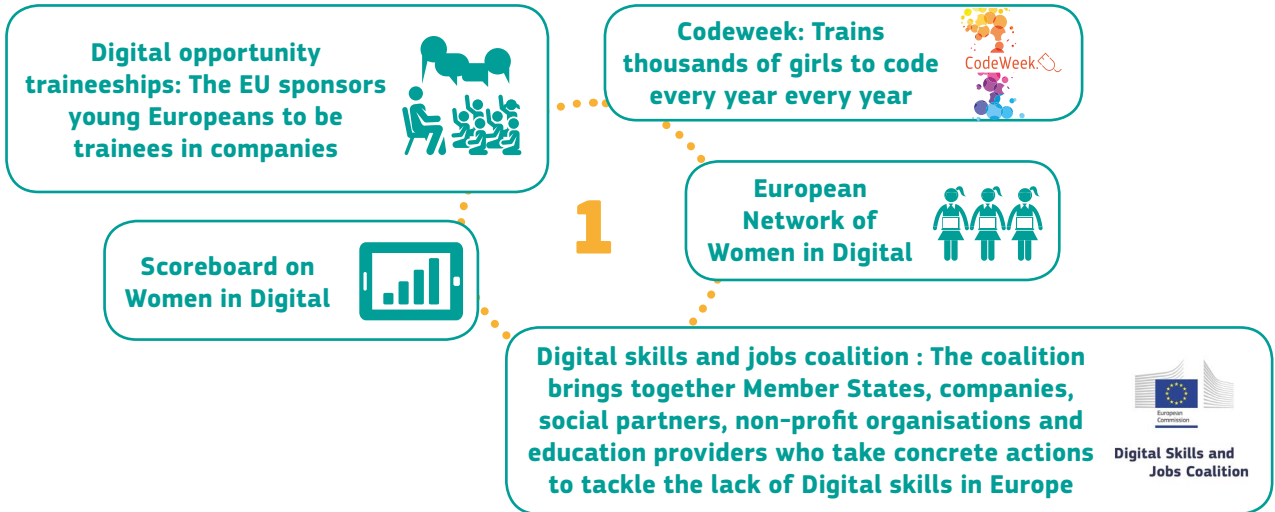 Digital opportunity
traineeships: The EU sponsors
young Europeans to be
trainees in companies
Codeweek: Trains
thousands of girls to code
every year every year
CodeWeek
1
European
Network of
Women in Digital
Scoreboard on
Women in Digital
Digital skills and jobs coalition : The coalition
brings together Member States, companies,
social partners, non-profit organisations and
education providers who take concrete actions
to tackle the lack of Digital skills in Europe
European
Commission
Digital Skills and
Jobs Coalition